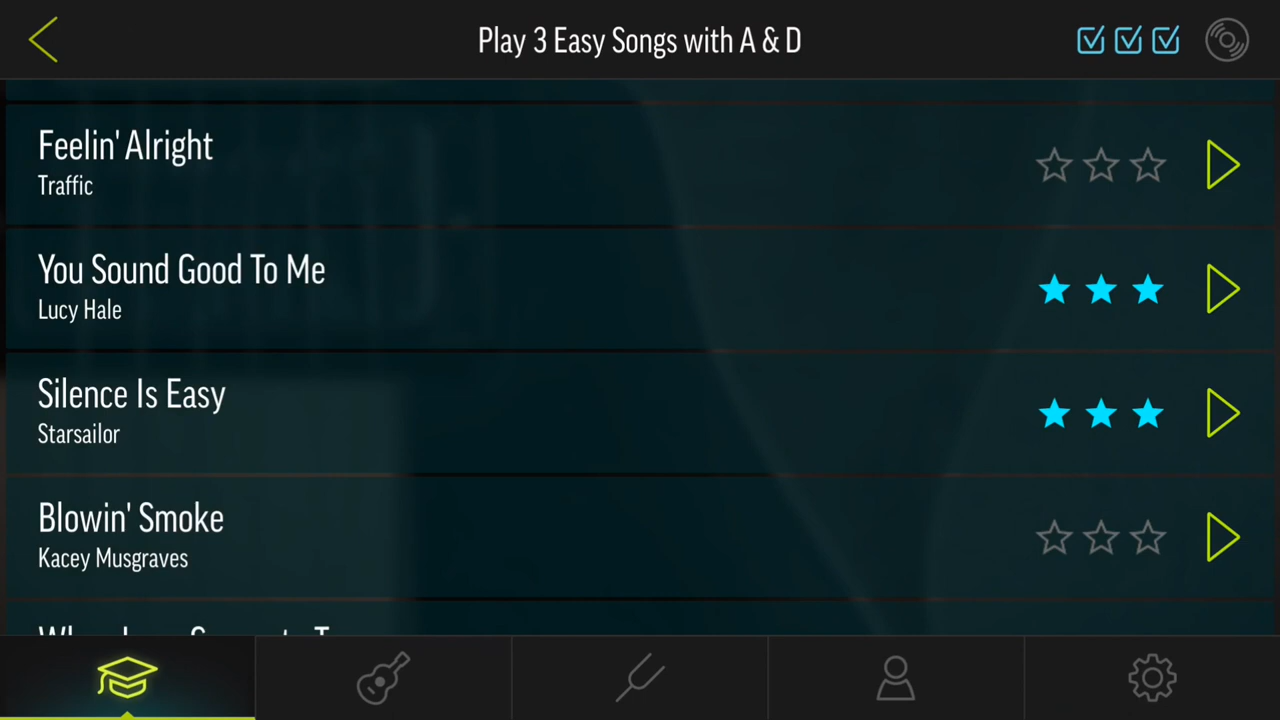 Play 3 Easy Songs with A & D
Feelin' Alright
Traffic
You Sound Good To Me
Lucy Hale
Silence Is Easy
Starsailor
Blowin' Smoke
Kacey Musgraves